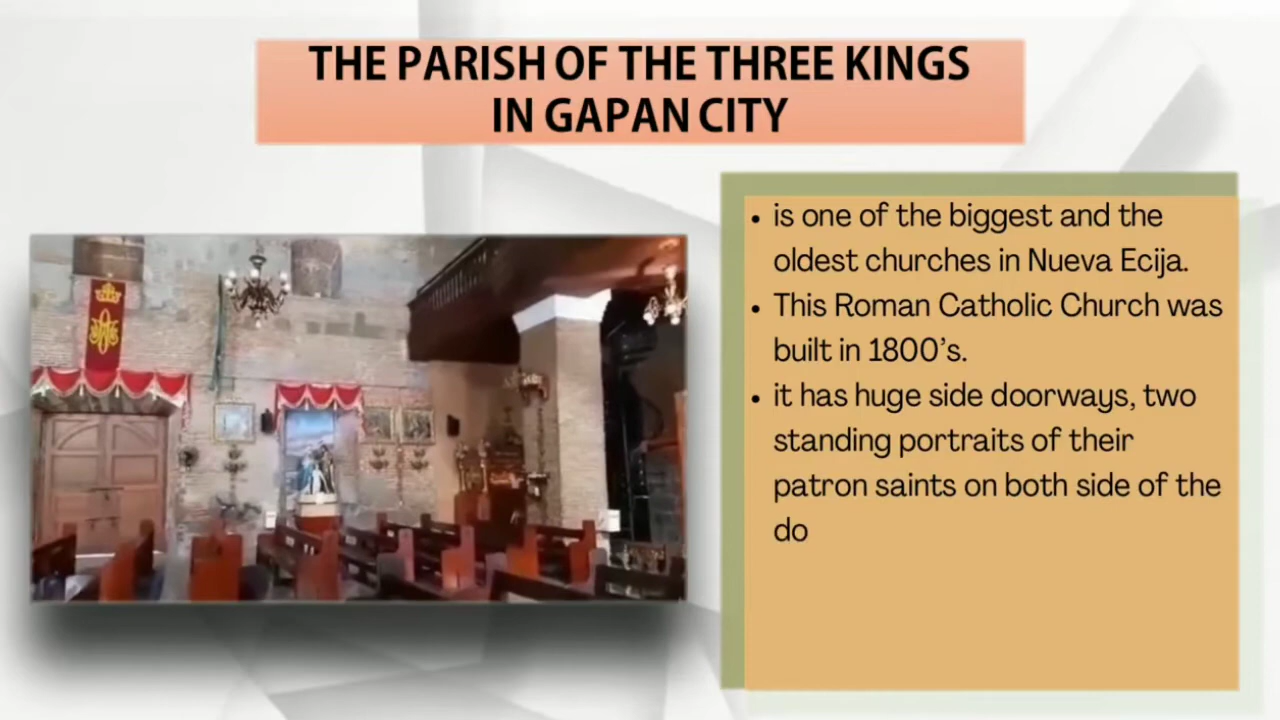 THE PARISH OF THE THREE KINGS
IN GAPAN CITY
• is one of the biggest and the
oldest churches in Nueva Ecija.
• This Roman Catholic Church was
built in 1800's.
• it has huge side doorways, two
standing portraits of their
patron saints on both side of the
do